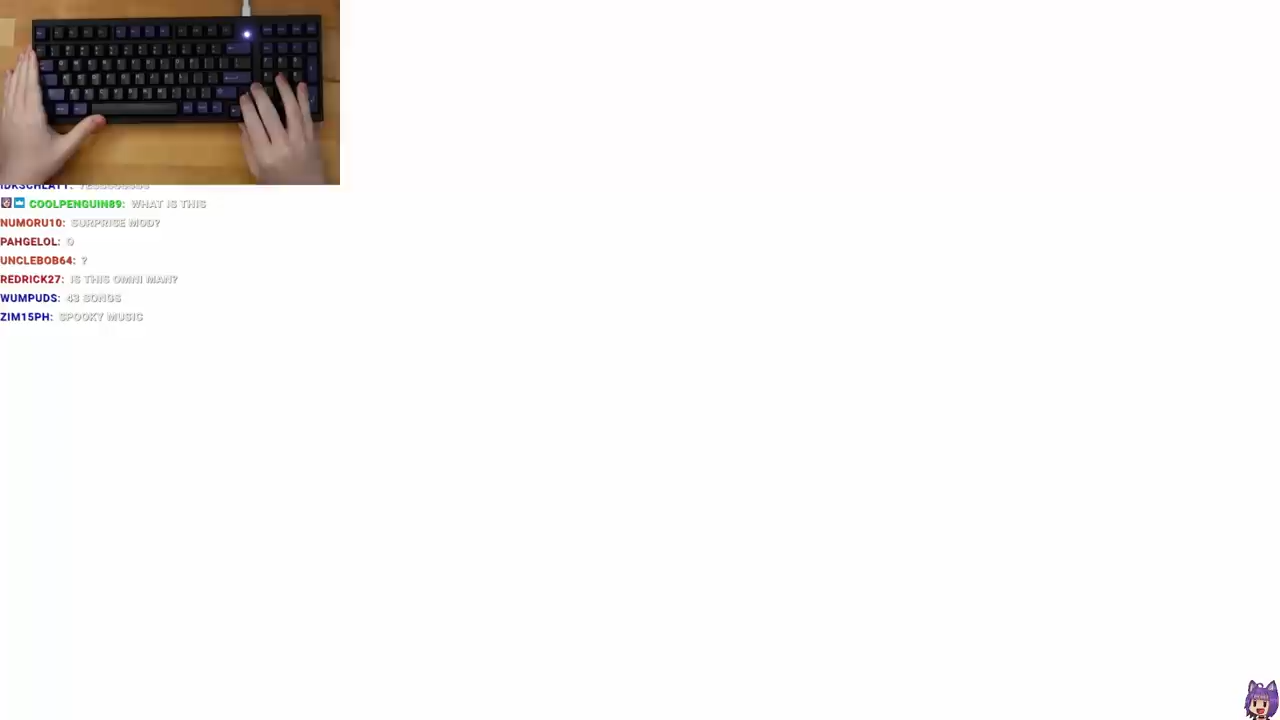 IDKSCHLATT:
COOLPENGUIN89: WHAT IS THIS
NUMORU10: SURPRISE MOD?
PAHGELOL: O
UNCLEBOB64: ?
REDRICK27: IS THIS OMNI MAN?
WUMPUDS: 43 SONGS
ZIM15PH: SPOOKY MUSIC